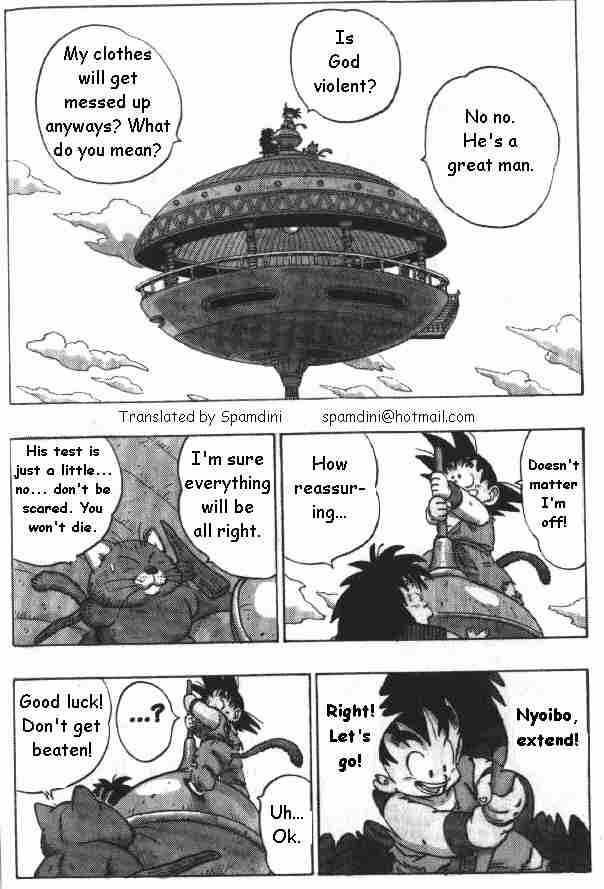 My clothes
will get
messed up
anyways? What
do you mean?
Is
God
violent?
No no.
He's a
great man.
Translated by Spamdini spamdini@hotmail.com
His test is
just a little...
no... don't be
scared. You
won't die.
I'm sure
everything
will be
all right.
How
reassur-
ing...
Doesn't
matter
I'm
off!
Good luck!
Don't get
beaten!
...?
Uh...
Ok.
Right!
Let's
go!
Nyoibo,
extend!